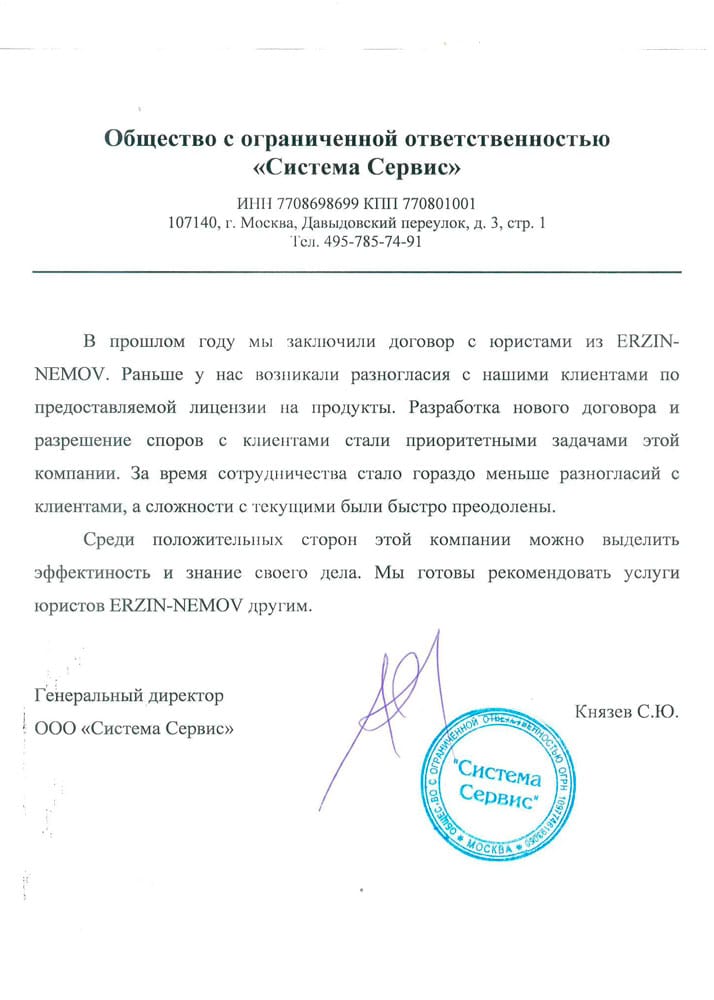 Общество с ограниченной ответственностью
«Система Сервис»
ИНН 7708698699 КПП 770801001
107140, г. Москва, Давыдовский переулок, д. 3, стр. 1
Тел. 495-785-74-91
В прошлом году мы заключили договор с юристами из ERZIN-
NEMOV. Раньше у нас возникали разногласия с нашими клиентами по
предоставляемой лицензии на продукты. Разработка нового договора и
разрешение споров с клиентами стали приоритетными задачами этой
компании. За время сотрудничества стало гораздо меньше разногласий с
клиентами, а сложности с текущими были быстро преодолены.
Среди положительных сторон этой компании можно выделить
эффектиность и знание своего дела. Мы готовы рекомендовать услуги
юристов ERZIN-NEMOV другим.
Генеральный директор
ООО «Система Сервис»
Князев С.Ю.
"Система
Сервис"
ОБЩЕС-ВО С ОГРАНИЧЕННОЙ ОТВЕТСТВЕННОСТЬЮ ОГРН
* МОСКВА *